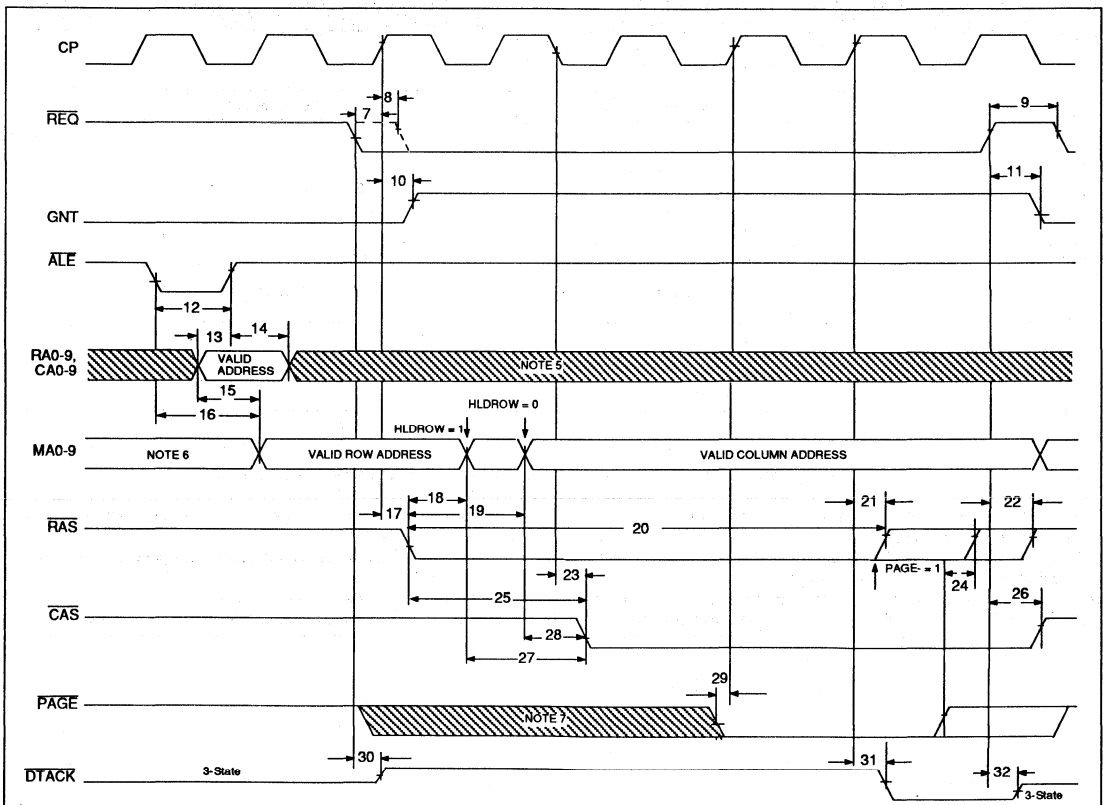 CP
8
REQ
7
9
10
11
GNT
ALE
12
13
14
RA0-9,
CA0-9
VALID
ADDRESS
NOTE 5
15
16
HLDROW = 0
HLDROW = 1
MA0-9
NOTE 6
VALID ROW ADDRESS
VALID COLUMN ADDRESS
18
17
19
21
22
RAS
20
PAGE- = 1
23
24
25
26
CAS
28
27
29
PAGE
NOTE 7
30
31
32
DTACK
3-State
3-State